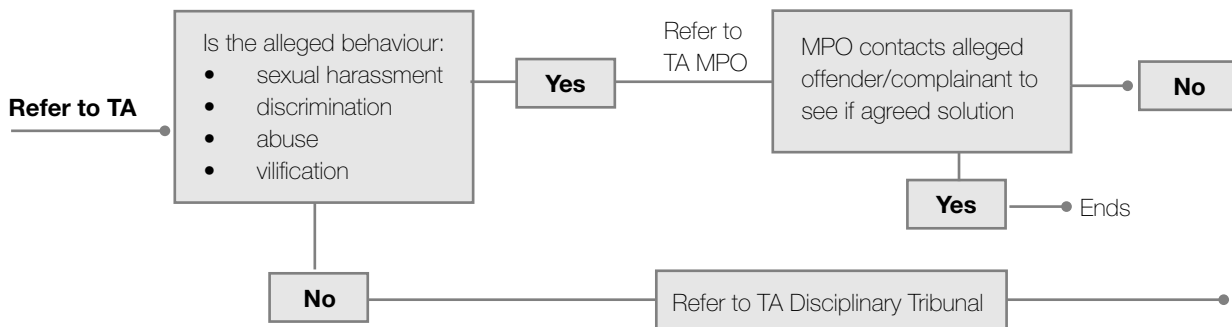 Refer to TA
Is the alleged behaviour:
• sexual harassment
• discrimination
• abuse
• vilification
Yes
Refer to
TA MPO
MPO contacts alleged
offender/complainant to
see if agreed solution
No
Yes
Ends
No
Refer to TA Disciplinary Tribunal